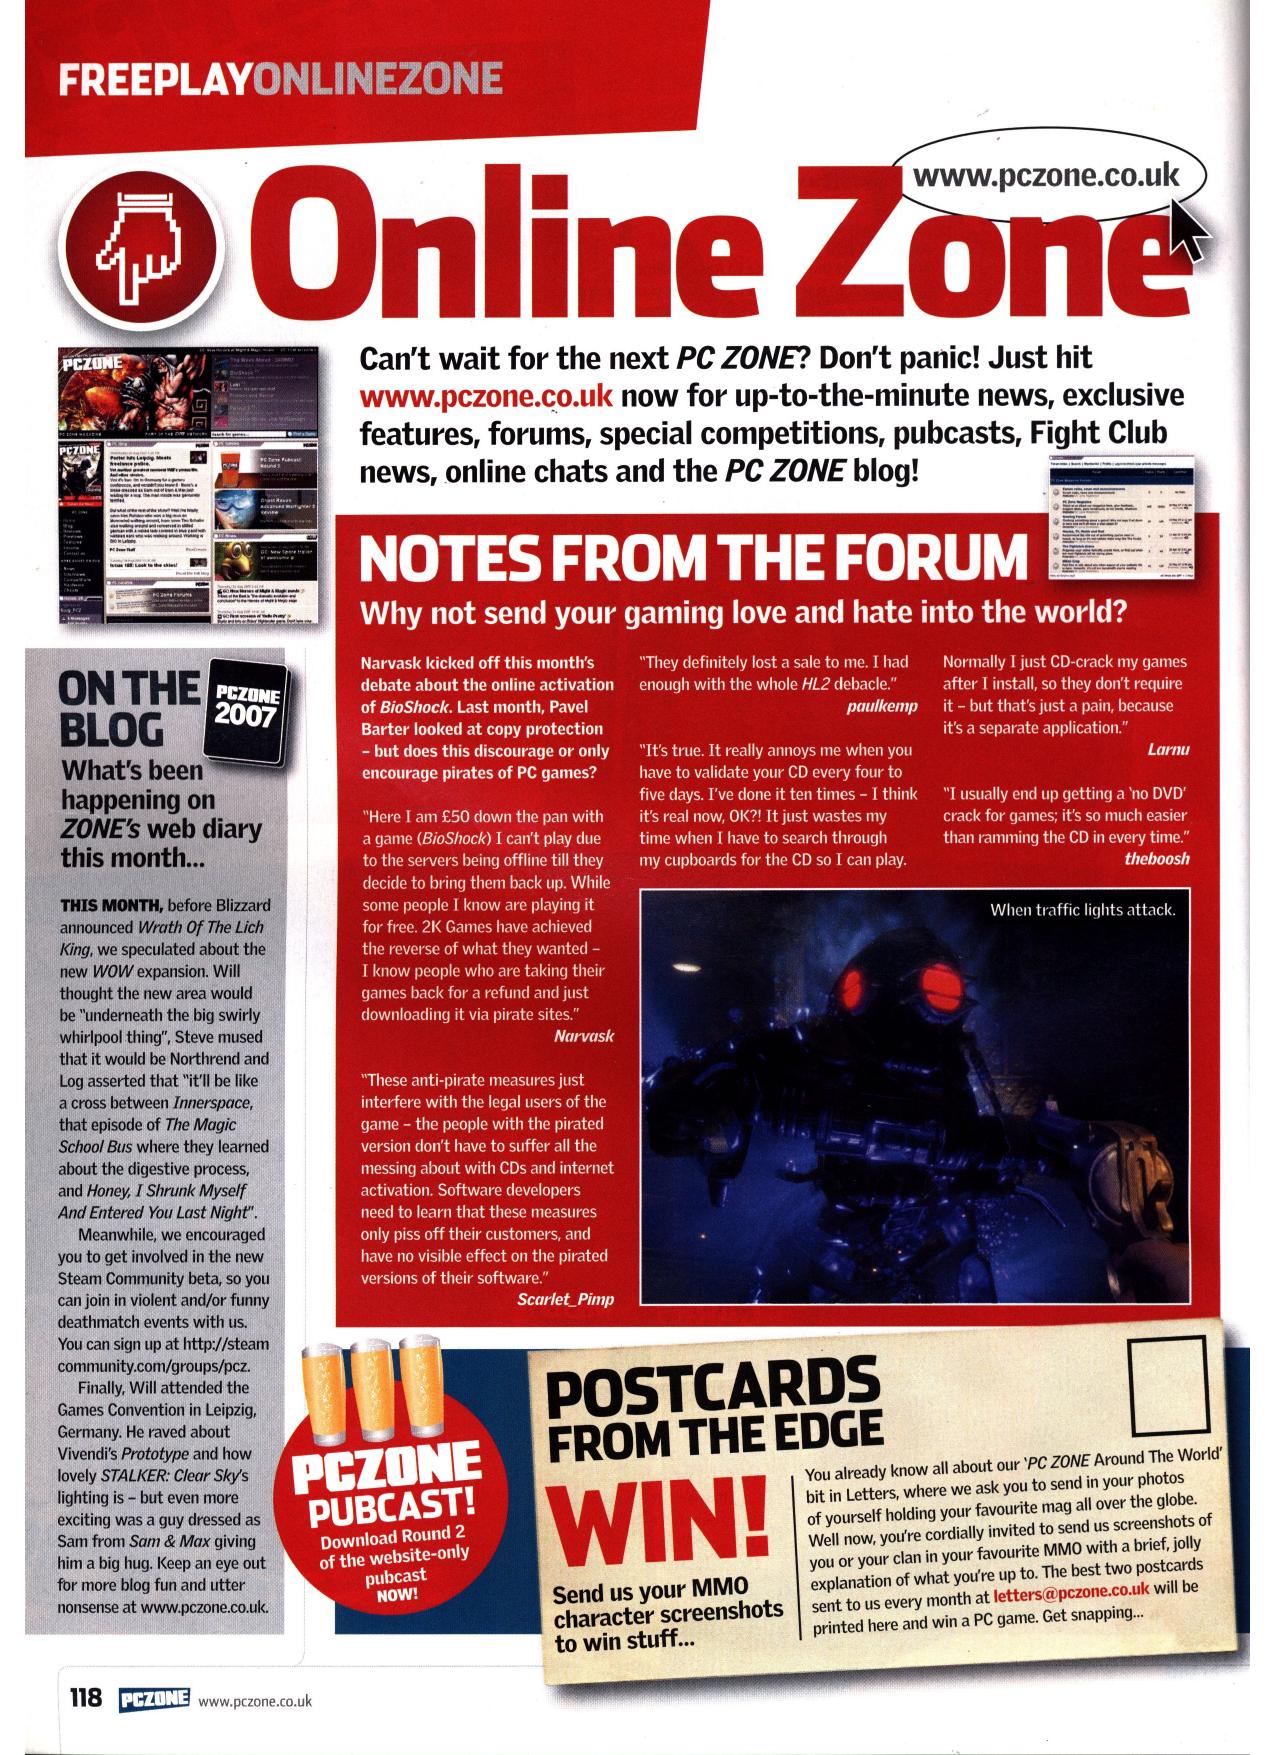 FREEPLAYONLINEZONE
www.pczone.co.uk
Online Zone
Can't wait for the next PC ZONE? Don't panic! Just hit
www.pczone.co.uk now for up-to-the-minute news, exclusive
features, forums, special competitions, pubcasts, Fight Club
news, online chats and the PC ZONE blog!
PCZONE
ON THE
BLOG
PCZONE
2007
What's been
happening on
ZONE's web diary
this month...
THIS MONTH, before Blizzard
announced Wrath Of The Lich
King, we speculated about the
new WOW expansion. Will
thought the new area would
be "underneath the big swirly
whirlpool thing", Steve mused
that it would be Northrend and
Log asserted that "it'll be like
a cross between Innerspace,
that episode of The Magic
School Bus where they learned
about the digestive process,
and Honey, I Shrunk Myself
And Entered You Last Night".
Meanwhile, we encouraged
you to get involved in the new
Steam Community beta, so you
can join in violent and/or funny
deathmatch events with us.
You can sign up at http://steam
community.com/groups/pcz.
Finally, Will attended the
Games Convention in Leipzig,
Germany. He raved about
Vivendi's Prototype and how
lovely STALKER: Clear Sky's
lighting is – but even more
exciting was a guy dressed as
Sam from Sam & Max giving
him a big hug. Keep an eye out
for more blog fun and utter
nonsense at www.pczone.co.uk.
NOTES FROM THE FORUM
Why not send your gaming love and hate into the world?
Narvask kicked off this month's
debate about the online activation
of BioShock. Last month, Pavel
Barter looked at copy protection
– but does this discourage or only
encourage pirates of PC games?
"Here I am £50 down the pan with
a game (BioShock) I can't play due
to the servers being offline till they
decide to bring them back up. While
some people I know are playing it
for free. 2K Games have achieved
the reverse of what they wanted –
I know people who are taking their
games back for a refund and just
downloading it via pirate sites."
Narvask
"These anti-pirate measures just
interfere with the legal users of the
game – the people with the pirated
version don't have to suffer all the
messing about with CDs and internet
activation. Software developers
need to learn that these measures
only piss off their customers, and
have no visible effect on the pirated
versions of their software."
Scarlet_Pimp
"They definitely lost a sale to me. I had
enough with the whole HL2 debacle."
paulkemp
"It's true. It really annoys me when you
have to validate your CD every four to
five days. I've done it ten times – I think
it's real now, OK?! It just wastes my
time when I have to search through
my cupboards for the CD so I can play.
Normally I just CD-crack my games
after I install, so they don't require
it – but that's just a pain, because
it's a separate application."
Larnu
"I usually end up getting a 'no DVD'
crack for games; it's so much easier
than ramming the CD in every time."
theboosh
When traffic lights attack.
PCZONE
PUBCAST!
Download Round 2
of the website-only
pubcast
NOW!
POSTCARDS
FROM THE EDGE
WIN!
Send us your MMO
character screenshots
to win stuff...
You already know all about our 'PC ZONE Around The World'
bit in Letters, where we ask you to send in your photos
of yourself holding your favourite mag all over the globe.
Well now, you're cordially invited to send us screenshots of
you or your clan in your favourite MMO with a brief, jolly
explanation of what you're up to. The best two postcards
sent to us every month at letters@pczone.co.uk will be
printed here and win a PC game. Get snapping...
118 PCZONE www.pczone.co.uk